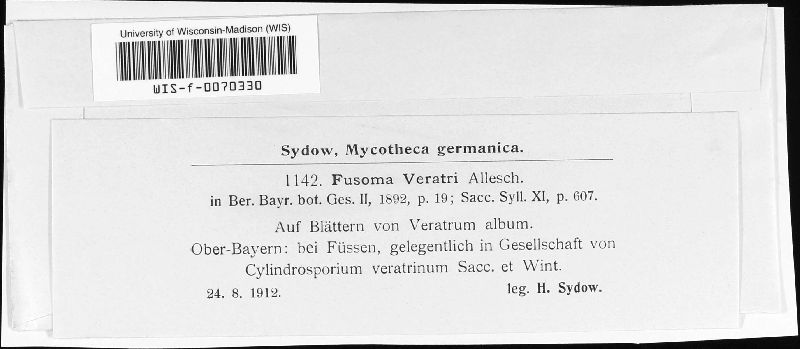 University of Wisconsin-Madison (WIS)
WIS-f-0070330
Sydow, Mycotheca germanica.
1142. Fusoma Veratri Allesch.
in Ber. Bayr. bot. Ges. II, 1892, p. 19; Sacc. Syll. XI, p. 607.
Auf Blättern von Veratrum album.
Ober-Bayern: bei Füssen, gelegentlich in Gesellschaft von
Cylindrosporium veratrinum Sacc. et Wint.
24. 8. 1912. leg. H. Sydow.